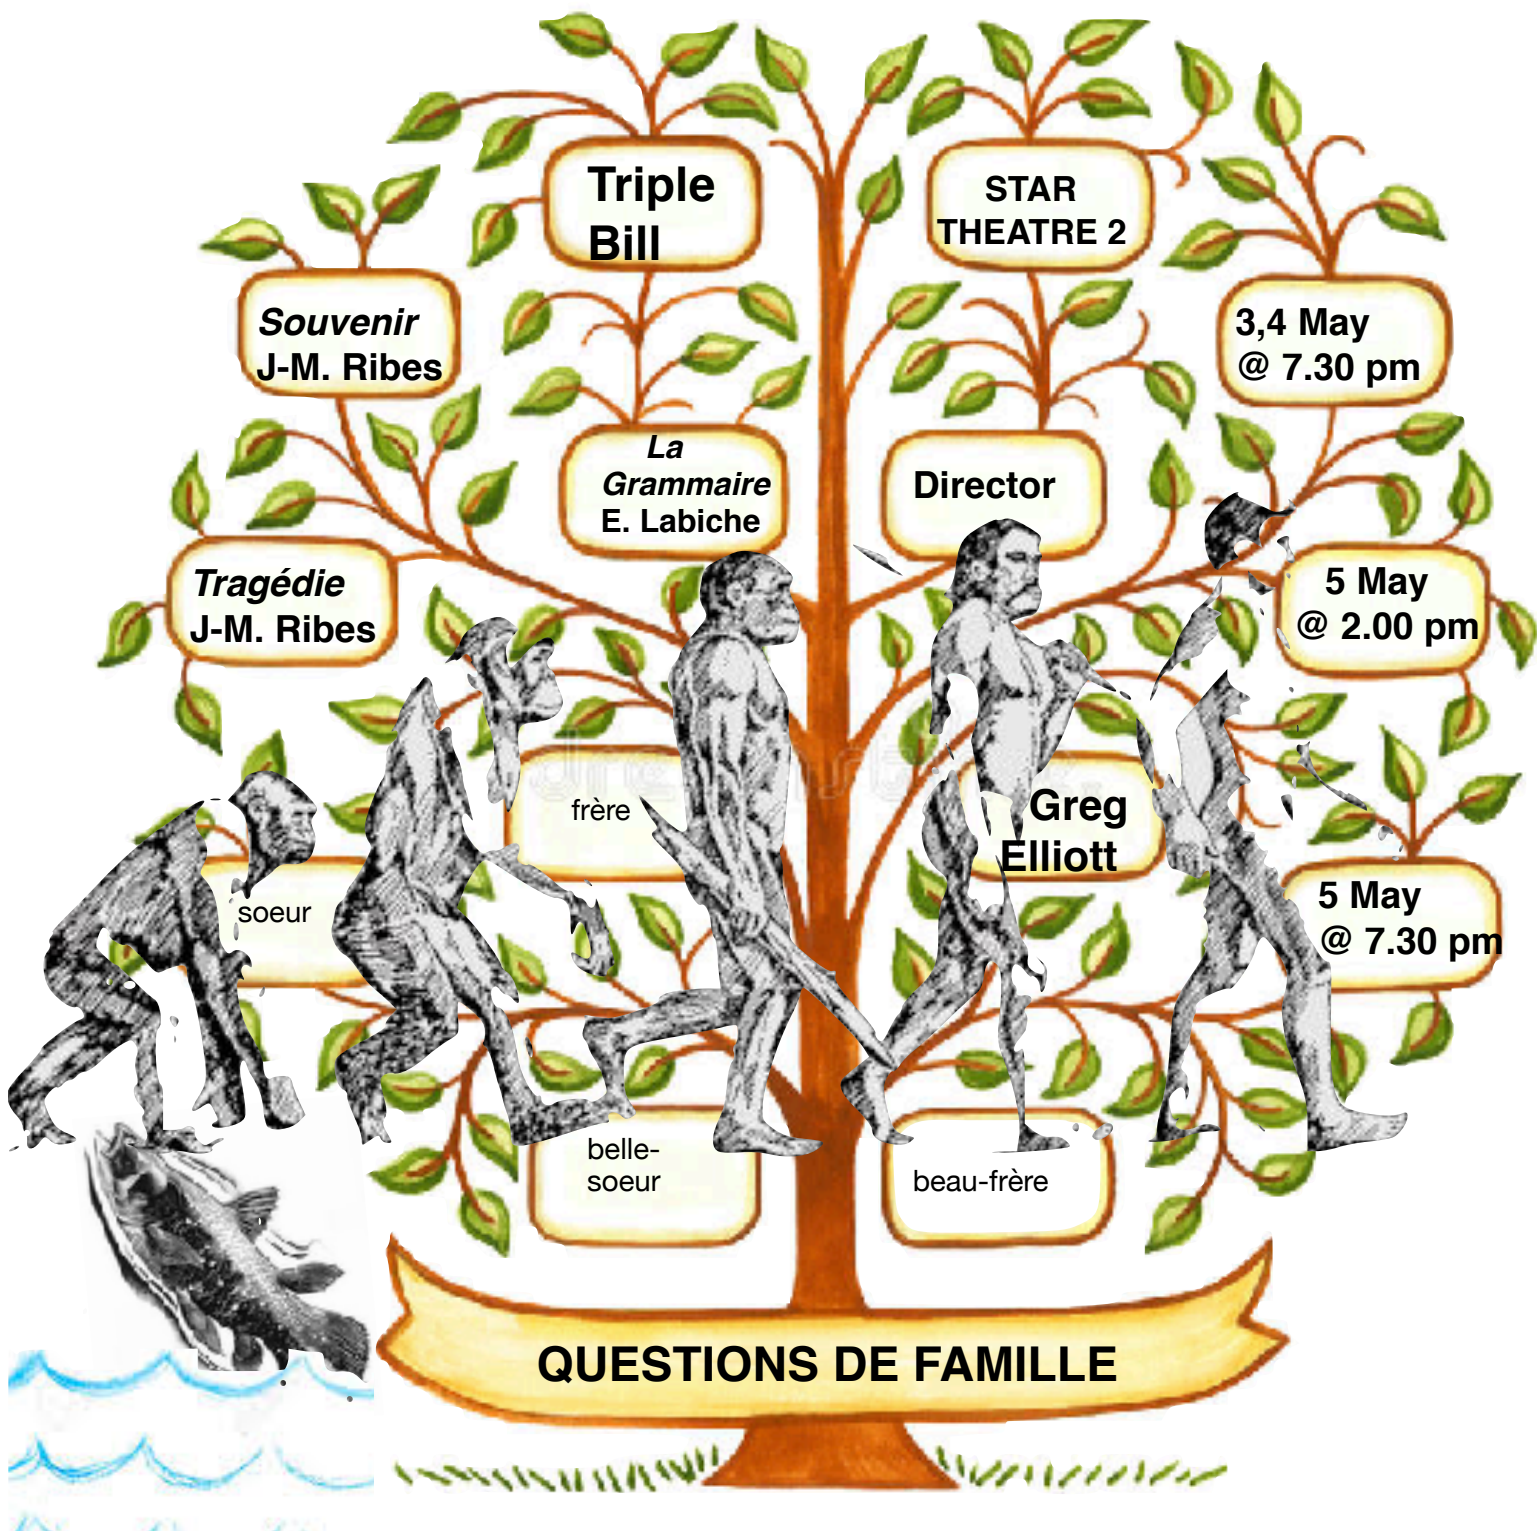 Triple
Bill
STAR
THEATRE 2
Souvenir
J-M. Ribes
3,4 May
@ 7.30 pm
La
Grammaire
E. Labiche
Director
Tragédie
J-M. Ribes
5 May
@ 2.00 pm
frère
Greg
Elliott
soeur
5 May
@ 7.30 pm
belle-
soeur
beau-frère
QUESTIONS DE FAMILLE